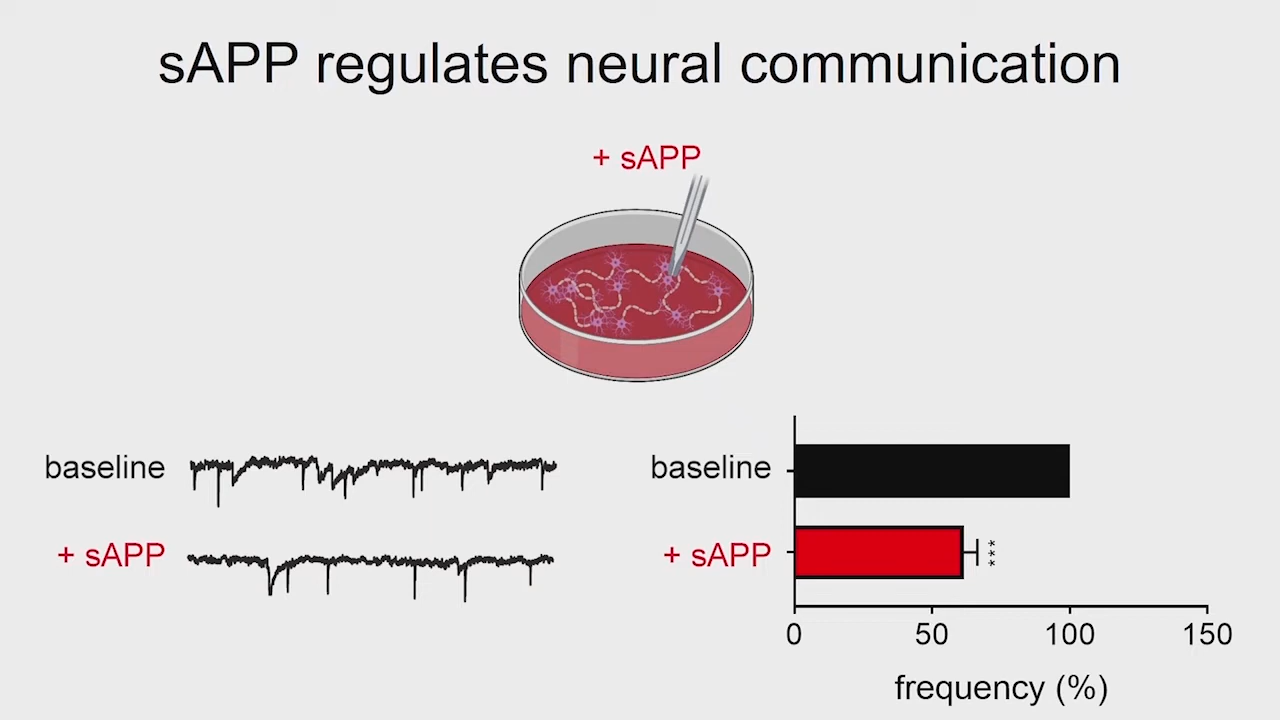 sAPP regulates neural communication
+ sAPP
baseline
+ sAPP
baseline
+ sAPP
***
0 50 100 150
frequency (%)